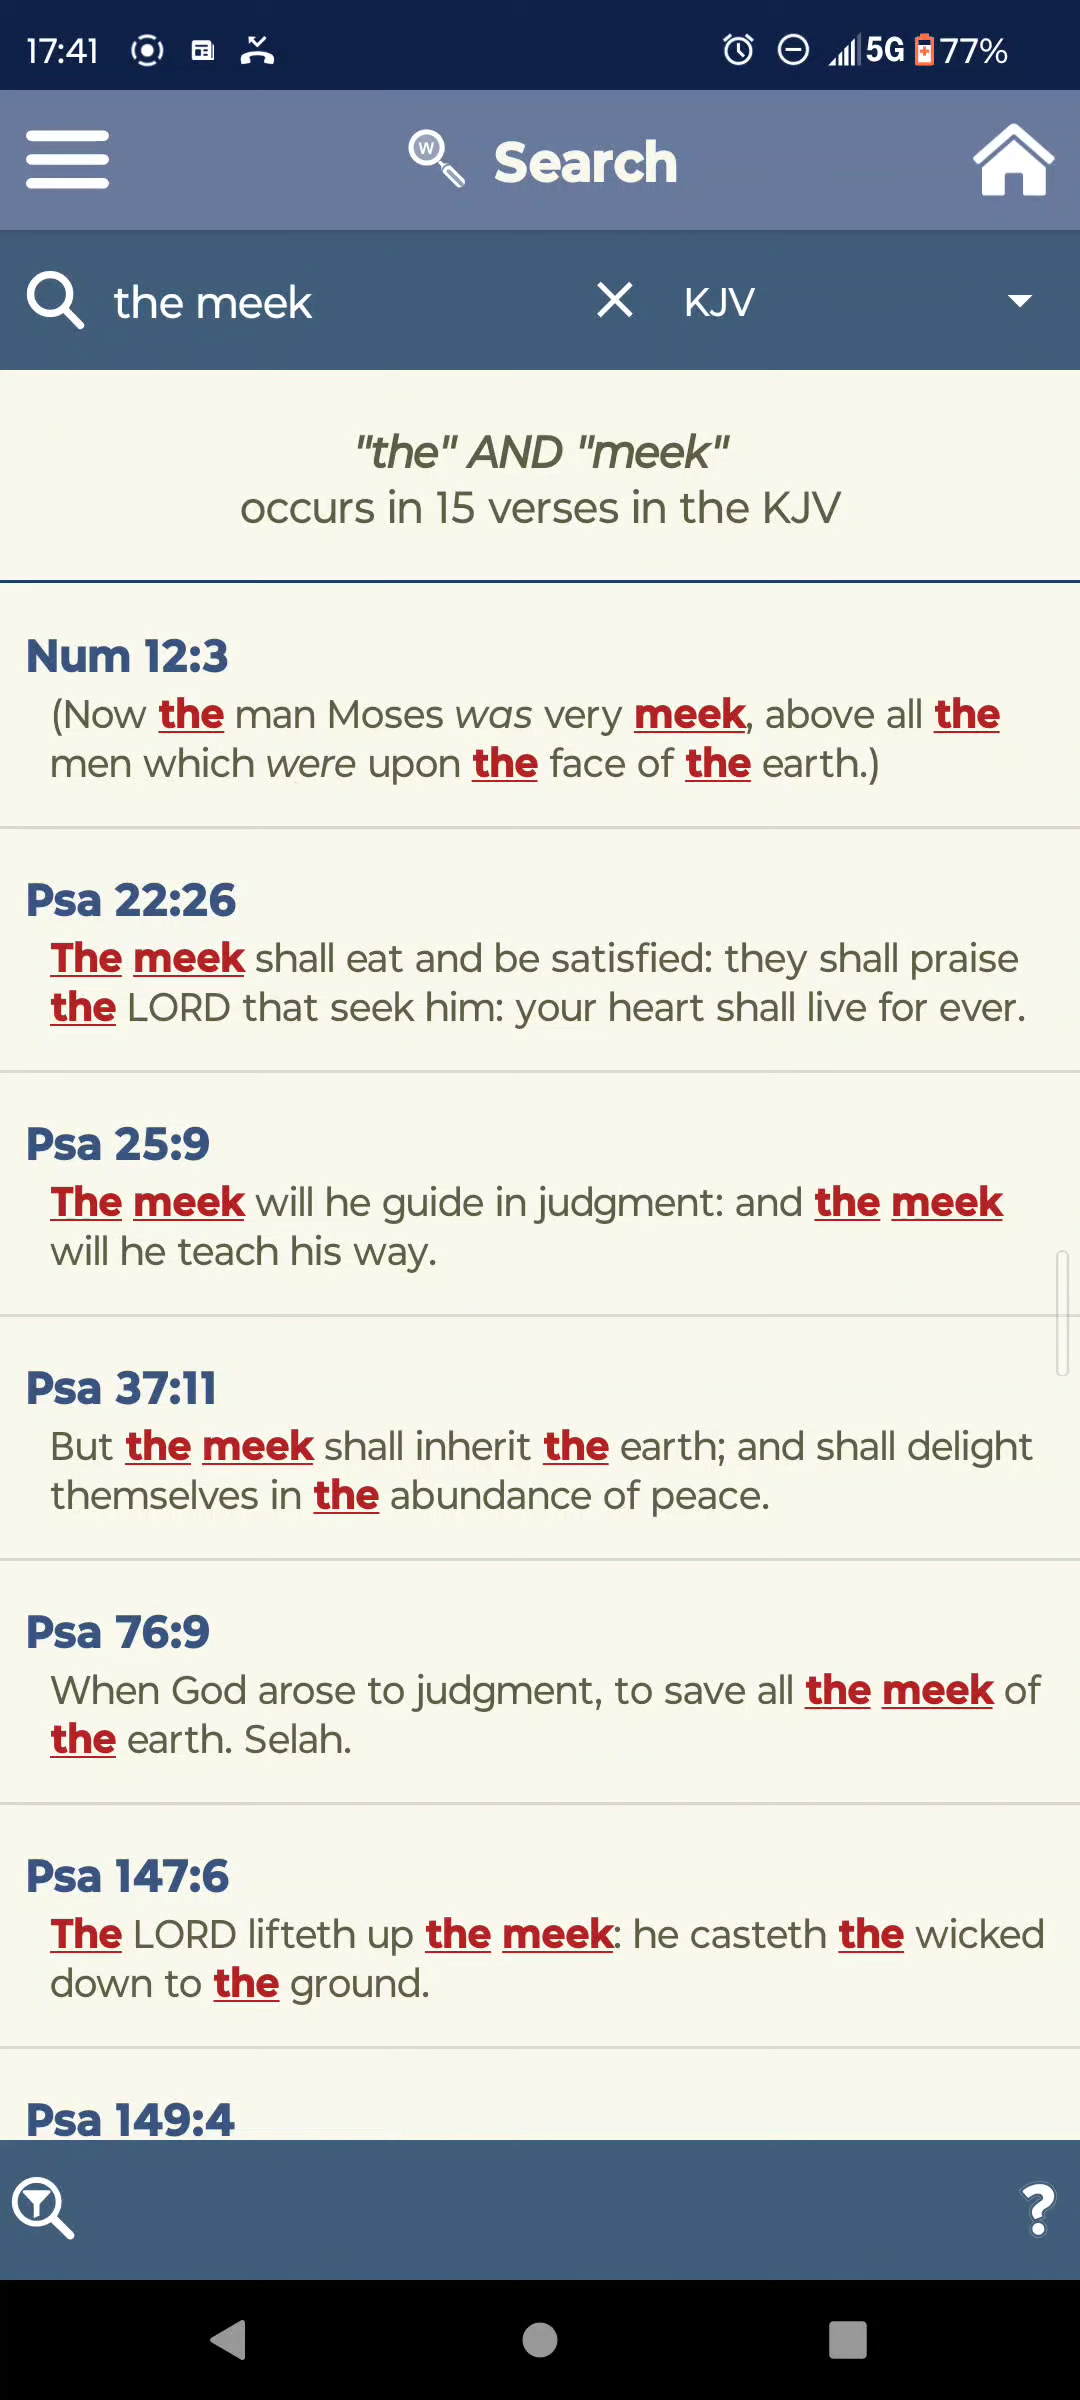 17:41 5G 77%
W Search
the meek KJV
"the" AND "meek"
occurs in 15 verses in the KJV
Num 12:3
(Now the man Moses was very meek, above all the
men which were upon the face of the earth.)
Psa 22:26
The meek shall eat and be satisfied: they shall praise
the LORD that seek him: your heart shall live for ever.
Psa 25:9
The meek will he guide in judgment: and the meek
will he teach his way.
Psa 37:11
But the meek shall inherit the earth; and shall delight
themselves in the abundance of peace.
Psa 76:9
When God arose to judgment, to save all the meek of
the earth. Selah.
Psa 147:6
The LORD lifteth up the meek: he casteth the wicked
down to the ground.
Psa 149:4
?